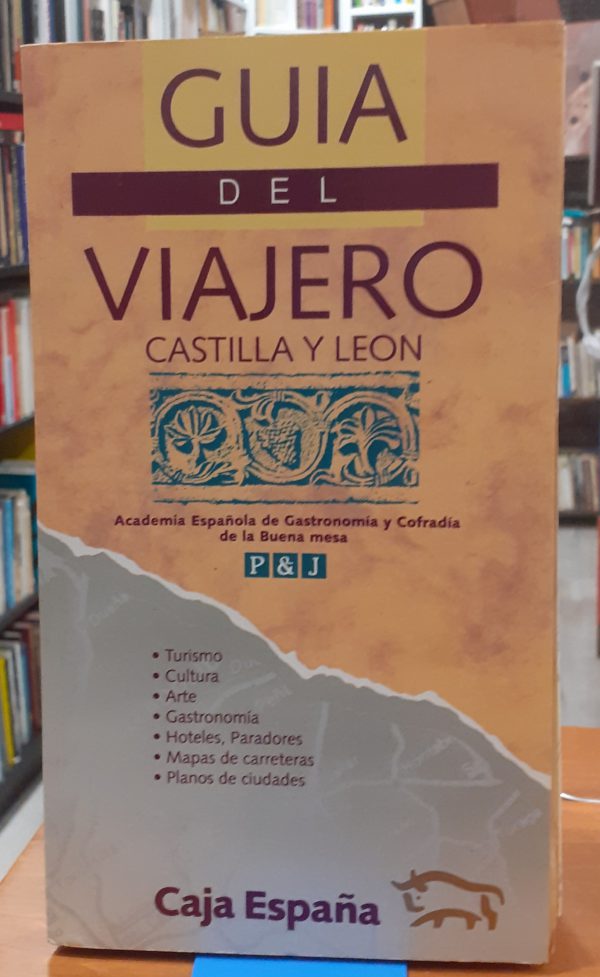 GUIA
DEL
VIAJERO
CASTILLA Y LEON
Academia Española de Gastronomía y Cofradía
de la Buena mesa
P & J
• Turismo
• Cultura
• Arte
• Gastronomía
• Hoteles, Paradores
• Mapas de carreteras
• Planos de ciudades
Caja España